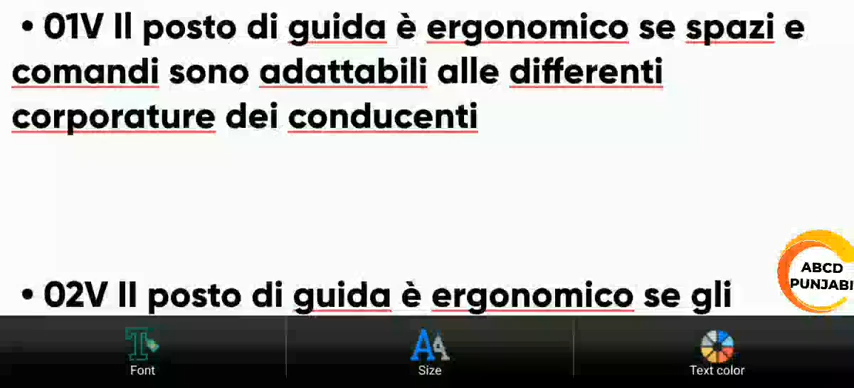 • 01V Il posto di guida è ergonomico se spazi e
comandi sono adattabili alle differenti
corporature dei conducenti
• 02V Il posto di guida è ergonomico se gli
ABCD
PUNJABI
Font
Size
Text color